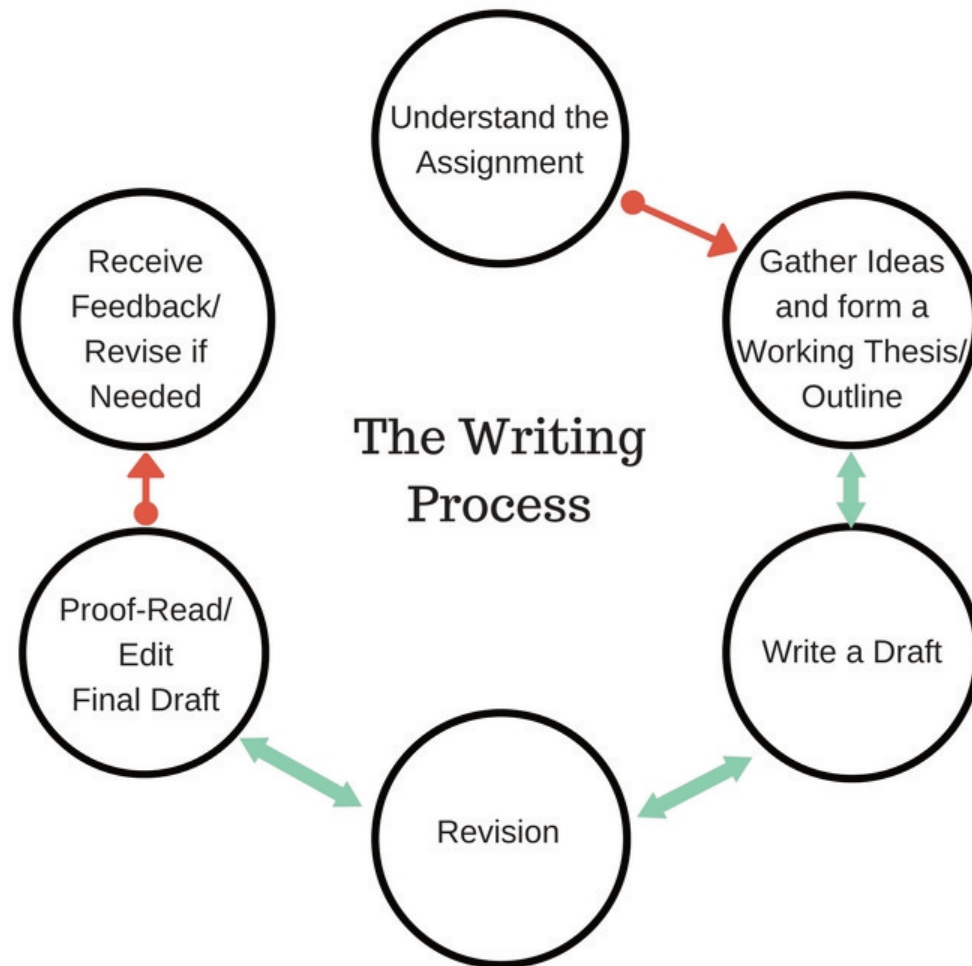 Understand the
Assignment
Gather Ideas
and form a
Working Thesis/
Outline
Write a Draft
Revision
Proof-Read/
Edit
Final Draft
Receive
Feedback/
Revise if
Needed
The Writing
Process